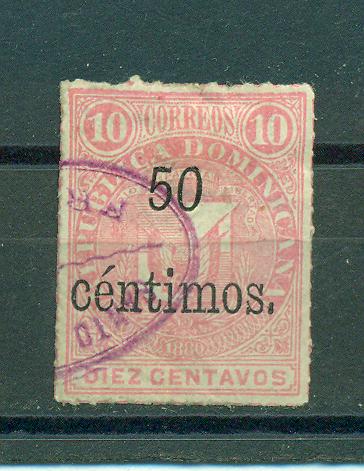 10 CORREOS 10
REPUBLICA DOMINICANA
50
céntimos.
DIEZ CENTAVOS